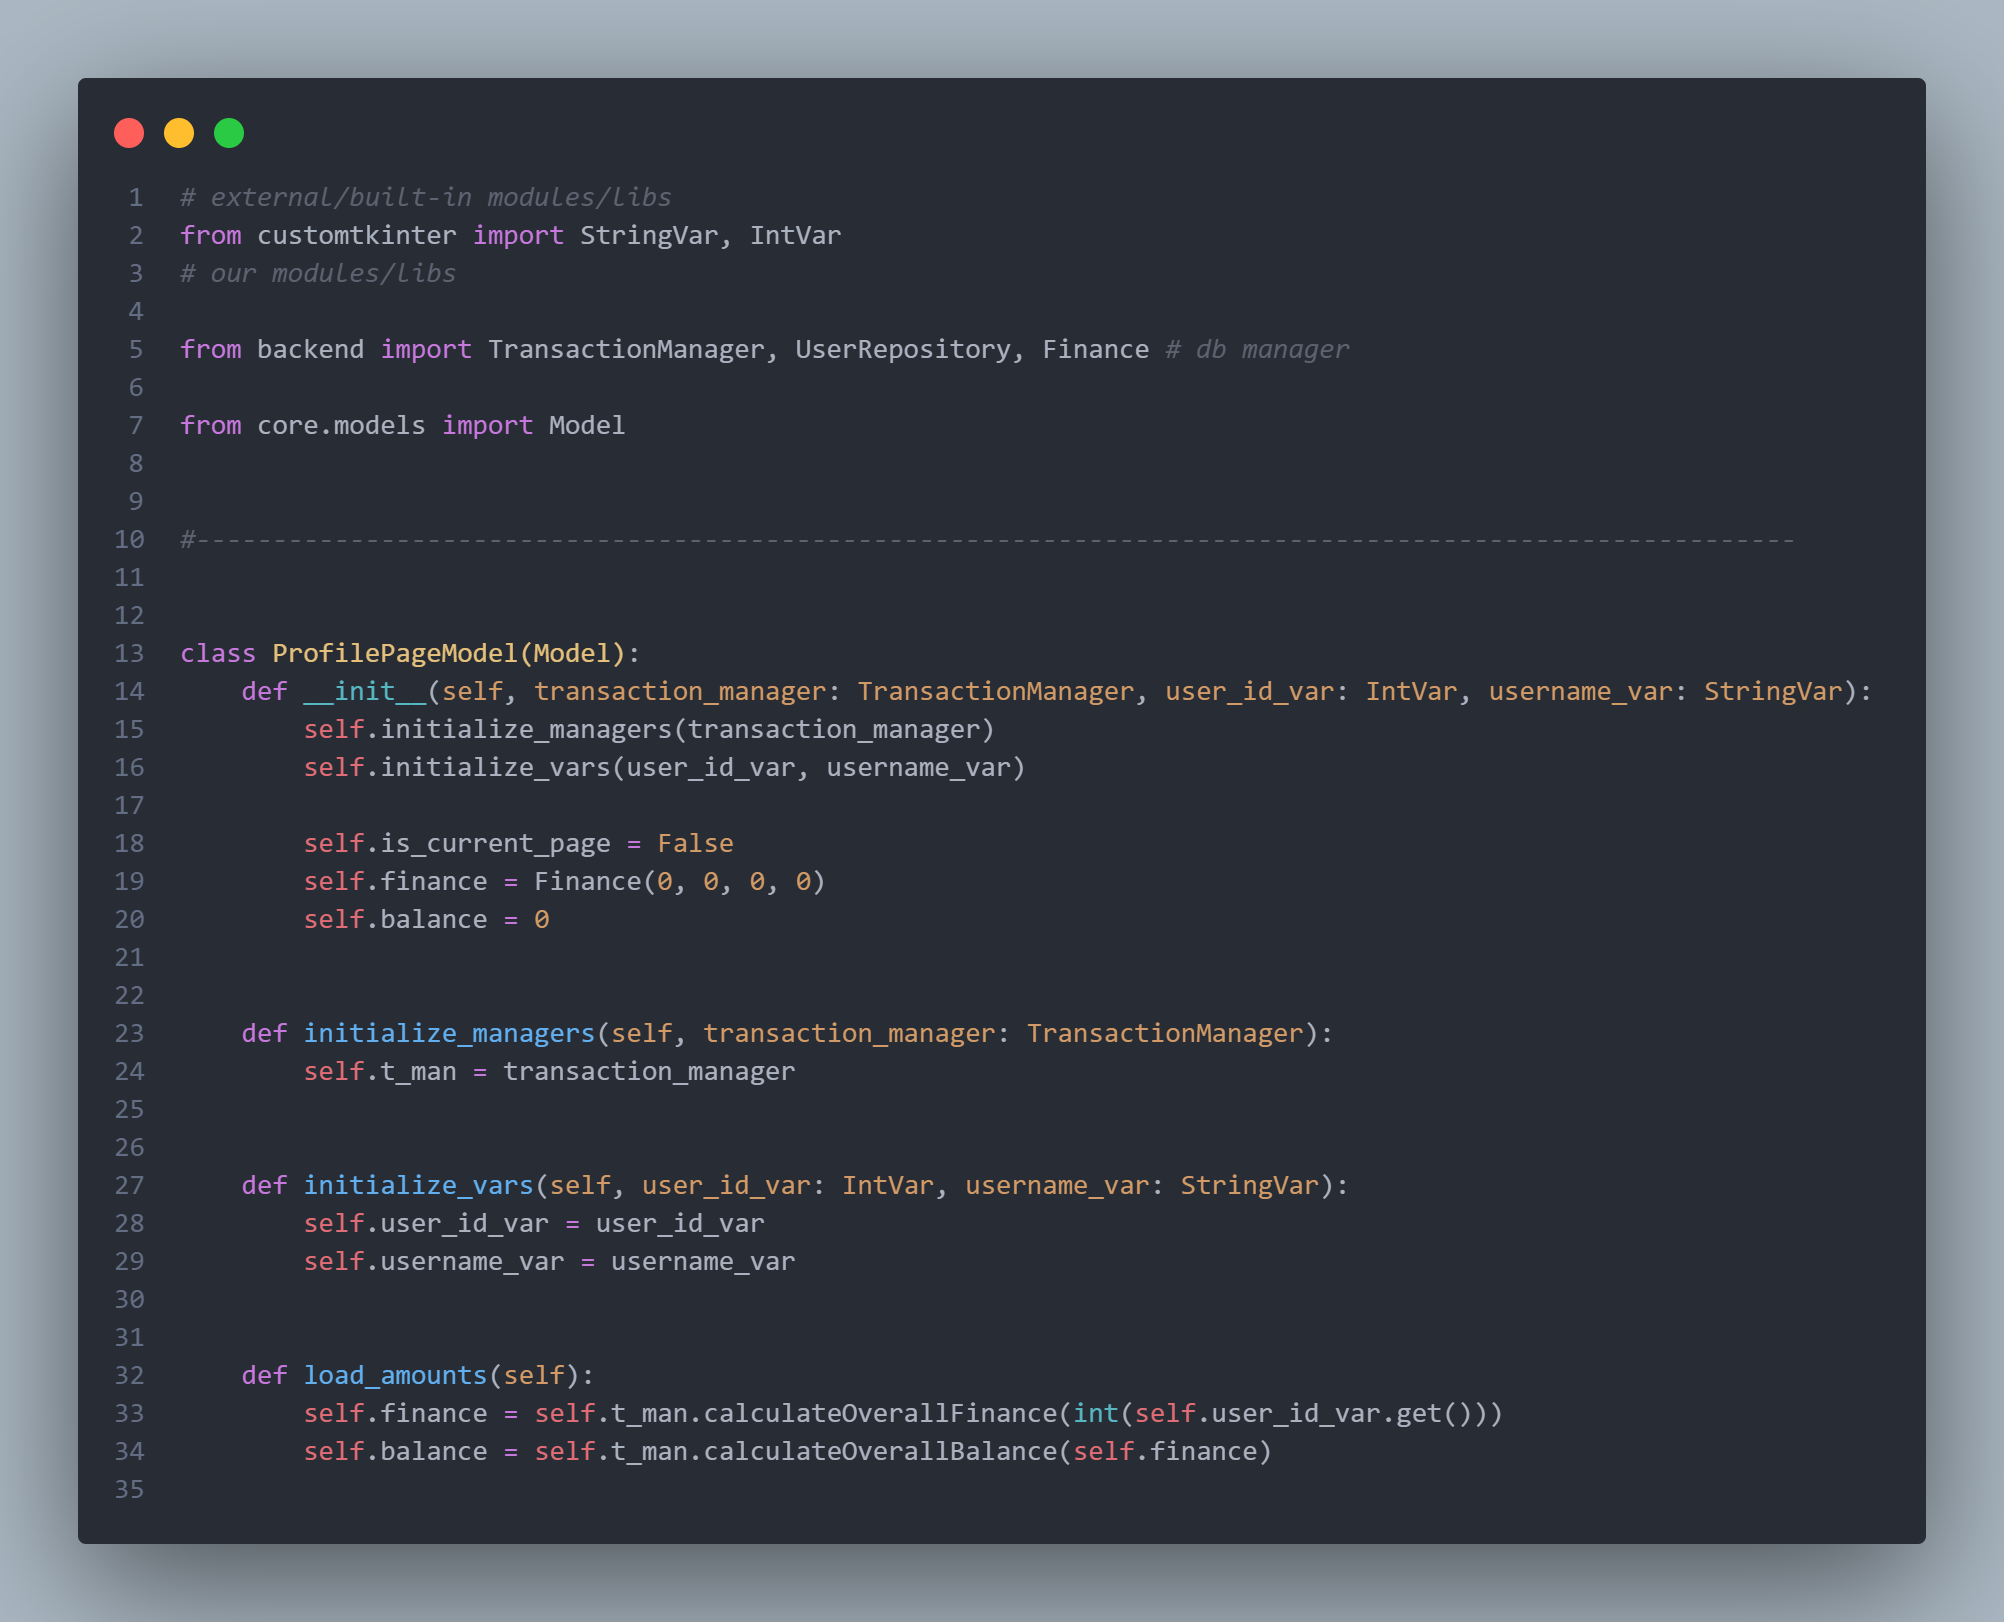 1 # external/built-in modules/libs
2 from customtkinter import StringVar, IntVar
3 # our modules/libs
4
5 from backend import TransactionManager, UserRepository, Finance # db manager
6
7 from core.models import Model
8
9
10 #--------------------------------------------------------------------------------------------------------
11
12
13 class ProfilePageModel(Model):
14     def __init__(self, transaction_manager: TransactionManager, user_id_var: IntVar, username_var: StringVar):
15         self.initialize_managers(transaction_manager)
16         self.initialize_vars(user_id_var, username_var)
17
18         self.is_current_page = False
19         self.finance = Finance(0, 0, 0, 0)
20         self.balance = 0
21
22
23     def initialize_managers(self, transaction_manager: TransactionManager):
24         self.t_man = transaction_manager
25
26
27     def initialize_vars(self, user_id_var: IntVar, username_var: StringVar):
28         self.user_id_var = user_id_var
29         self.username_var = username_var
30
31
32     def load_amounts(self):
33         self.finance = self.t_man.calculateOverallFinance(int(self.user_id_var.get()))
34         self.balance = self.t_man.calculateOverallBalance(self.finance)
35